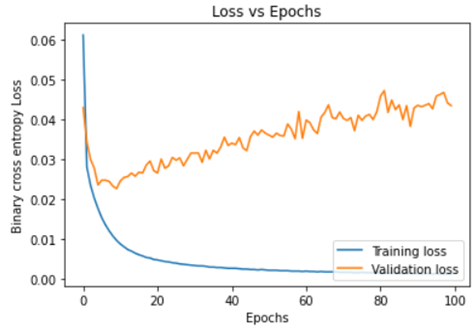 Loss vs Epochs
Binary cross entropy Loss
0.06
0.05
0.04
0.03
0.02
0.01
0.00
0 20 40 60 80 100
Epochs
Training loss
Validation loss